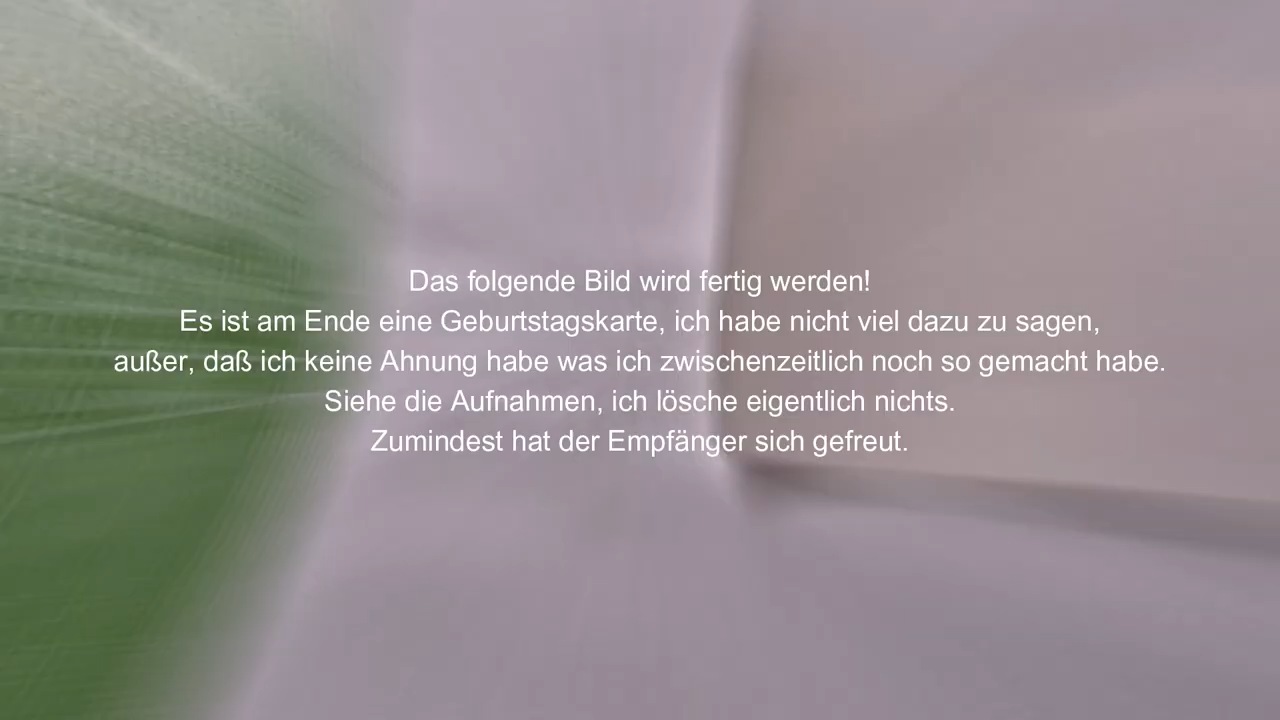 Das folgende Bild wird fertig werden!
Es ist am Ende eine Geburtstagskarte, ich habe nicht viel dazu zu sagen,
außer, daß ich keine Ahnung habe was ich zwischenzeitlich noch so gemacht habe.
Siehe die Aufnahmen, ich lösche eigentlich nichts.
Zumindest hat der Empfänger sich gefreut.